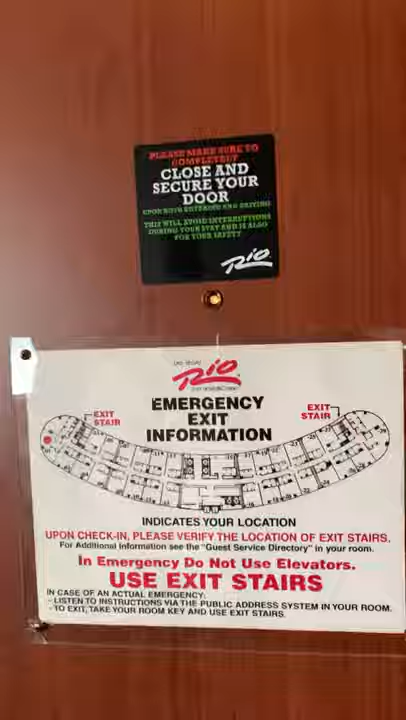 PLEASE MAKE SURE TO
COMPLETELY
CLOSE AND
SECURE YOUR
DOOR
UPON BOTH ENTERING AND EXITING
THIS WILL AVOID INTERRUPTIONS
DURING YOUR STAY AND IS ALSO
FOR YOUR SAFETY
Rio
LAS VEGAS
Rio
EMERGENCY
EXIT
INFORMATION
EXIT
STAIR
EXIT
STAIR
INDICATES YOUR LOCATION
UPON CHECK-IN, PLEASE VERIFY THE LOCATION OF EXIT STAIRS.
For Additional information see the "Guest Service Directory" in your room.
In Emergency Do Not Use Elevators.
USE EXIT STAIRS
IN CASE OF AN ACTUAL EMERGENCY:
- LISTEN TO INSTRUCTIONS VIA THE PUBLIC ADDRESS SYSTEM IN YOUR ROOM.
- TO EXIT, TAKE YOUR ROOM KEY AND USE EXIT STAIRS.